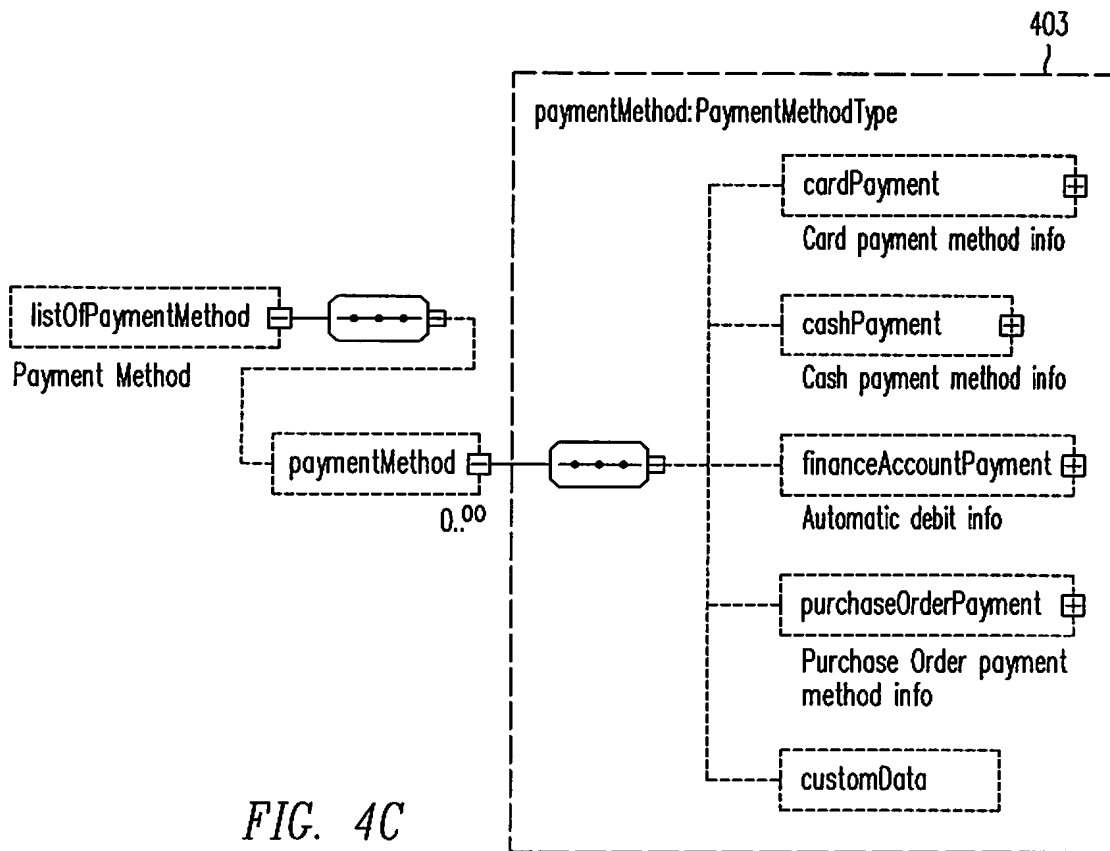 403
paymentMethod:PaymentMethodType
cardPayment
Card payment method info
listOfPaymentMethod
Payment Method
cashPayment
Cash payment method info
paymentMethod
0..∞
financeAccountPayment
Automatic debit info
purchaseOrderPayment
Purchase Order payment
method info
customData
FIG. 4C